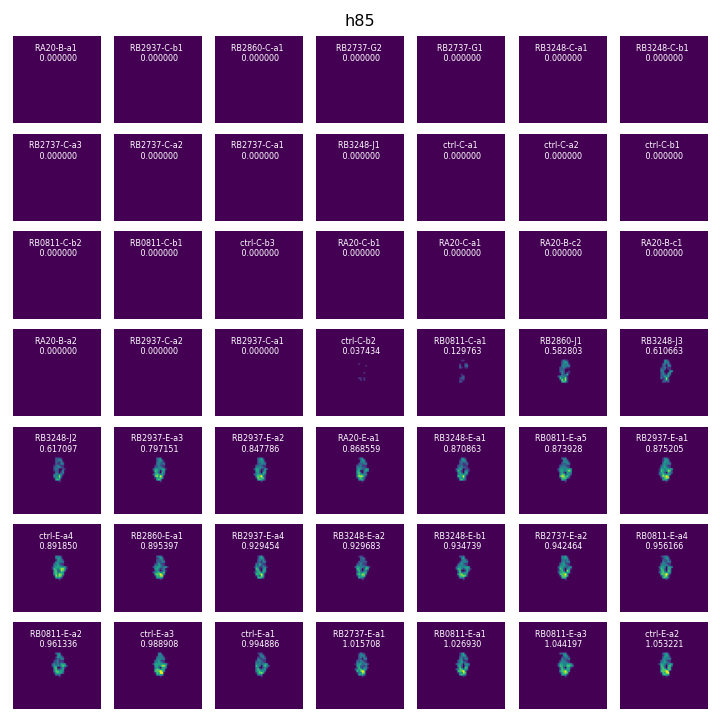 h85
RA20-B-a1 RB2937-C-b1 RB2860-C-a1 RB2737-G2 RB2737-G1 RB3248-C-a1 RB3248-C-b1
0.000000 0.000000 0.000000 0.000000 0.000000 0.000000 0.000000
RB2737-C-a3 RB2737-C-a2 RB2737-C-a1 RB3248-J1 ctrl-C-a1 ctrl-C-a2 ctrl-C-b1
0.000000 0.000000 0.000000 0.000000 0.000000 0.000000 0.000000
RB0811-C-b2 RB0811-C-b1 ctrl-C-b3 RA20-C-b1 RA20-C-a1 RA20-B-c2 RA20-B-c1
0.000000 0.000000 0.000000 0.000000 0.000000 0.000000 0.000000
RA20-B-a2 RB2937-C-a2 RB2937-C-a1 ctrl-C-b2 RB0811-C-a1 RB2860-J1 RB3248-J3
0.000000 0.000000 0.000000 0.037434 0.129763 0.582803 0.610663
RB3248-J2 RB2937-E-a3 RB2937-E-a2 RA20-E-a1 RB3248-E-a1 RB0811-E-a5 RB2937-E-a1
0.617097 0.797151 0.847786 0.868559 0.870863 0.873928 0.875205
ctrl-E-a4 RB2860-E-a1 RB2937-E-a4 RB3248-E-a2 RB3248-E-b1 RB2737-E-a2 RB0811-E-a4
0.891850 0.895397 0.929454 0.929683 0.934739 0.942464 0.956166
RB0811-E-a2 ctrl-E-a3 ctrl-E-a1 RB2737-E-a1 RB0811-E-a1 RB0811-E-a3 ctrl-E-a2
0.961336 0.988908 0.994886 1.015708 1.026930 1.044197 1.053221